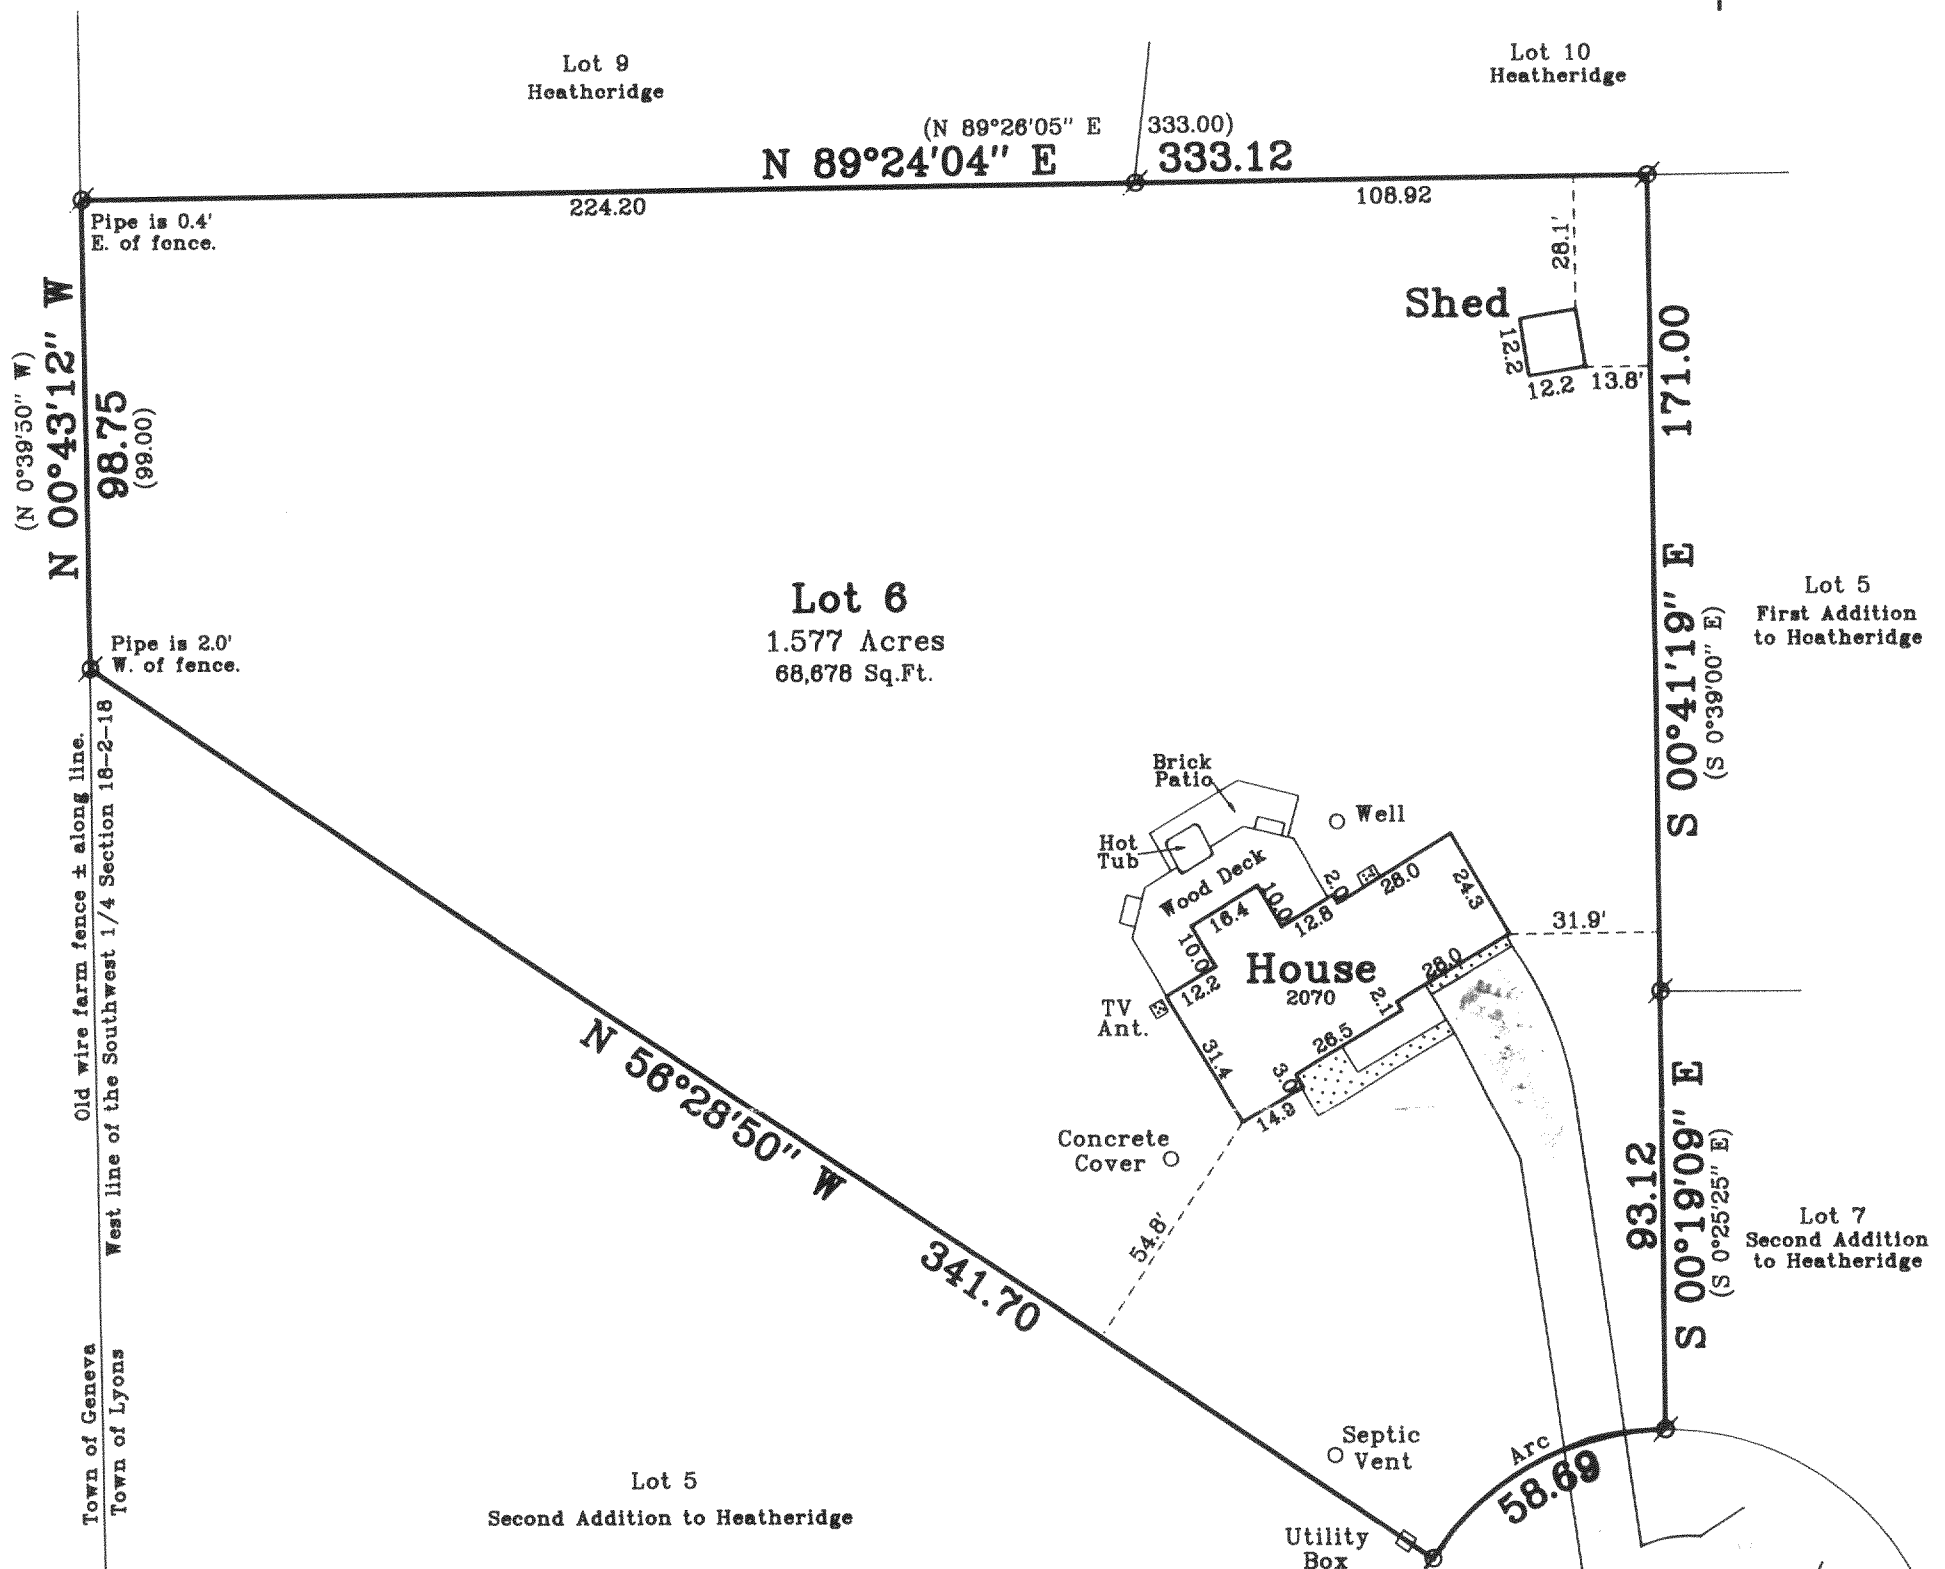 Lot 9
Heatheridge
Lot 10
Heatheridge
(N 89°26'05" E 333.00)
N 89°24'04" E 333.12
224.20
108.92
Pipe is 0.4'
E. of fence.
28.1'
Shed
12.2
12.2
13.8'
(N 0°39'50" W)
N 00°43'12" W
98.75
(99.00)
171.00
S 00°41'19" E
(S 0°39'00" E)
Lot 5
First Addition
to Heatheridge
Lot 6
1.577 Acres
68,678 Sq.Ft.
Pipe is 2.0'
W. of fence.
Old wire farm fence ± along line.
West line of the Southwest 1/4 Section 18-2-18
Brick
Patio
Well
Hot
Tub
Wood Deck
16.4
10.0
12.8
2.0
28.0
24.3
31.9'
10.0
12.2
House
2070
28.0
2.1
26.5
3.0
14.9
31.4
TV
Ant.
N 56°28'50" W
341.70
Concrete
Cover
54.8'
93.12
S 00°19'09" E
(S 0°25'25" E)
Lot 7
Second Addition
to Heatheridge
Town of Geneva
Town of Lyons
Septic
Vent
Arc
58.69
Lot 5
Second Addition to Heatheridge
Utility
Box